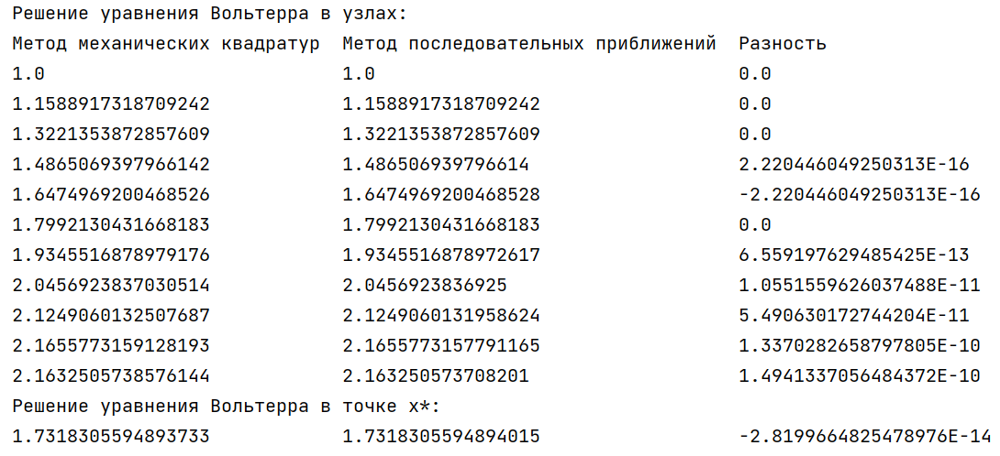 Решение уравнения Вольтерра в узлах:
Метод механических квадратур  Метод последовательных приближений  Разность
1.0  1.0  0.0
1.1588917318709242  1.1588917318709242  0.0
1.3221353872857609  1.3221353872857609  0.0
1.4865069397966142  1.486506939796614  2.220446049250313E-16
1.6474969200468526  1.6474969200468528  -2.220446049250313E-16
1.7992130431668183  1.7992130431668183  0.0
1.9345516878979176  1.9345516878972617  6.559197629485425E-13
2.0456923837030514  2.0456923836925  1.0551559626037488E-11
2.1249060132507687  2.1249060131958624  5.490630172744204E-11
2.1655773159128193  2.1655773157791165  1.3370282658797805E-10
2.1632505738576144  2.163250573708201  1.4941337056484372E-10
Решение уравнения Вольтерра в точке x*:
1.7318305594893733  1.7318305594894015  -2.8199664825478976E-14